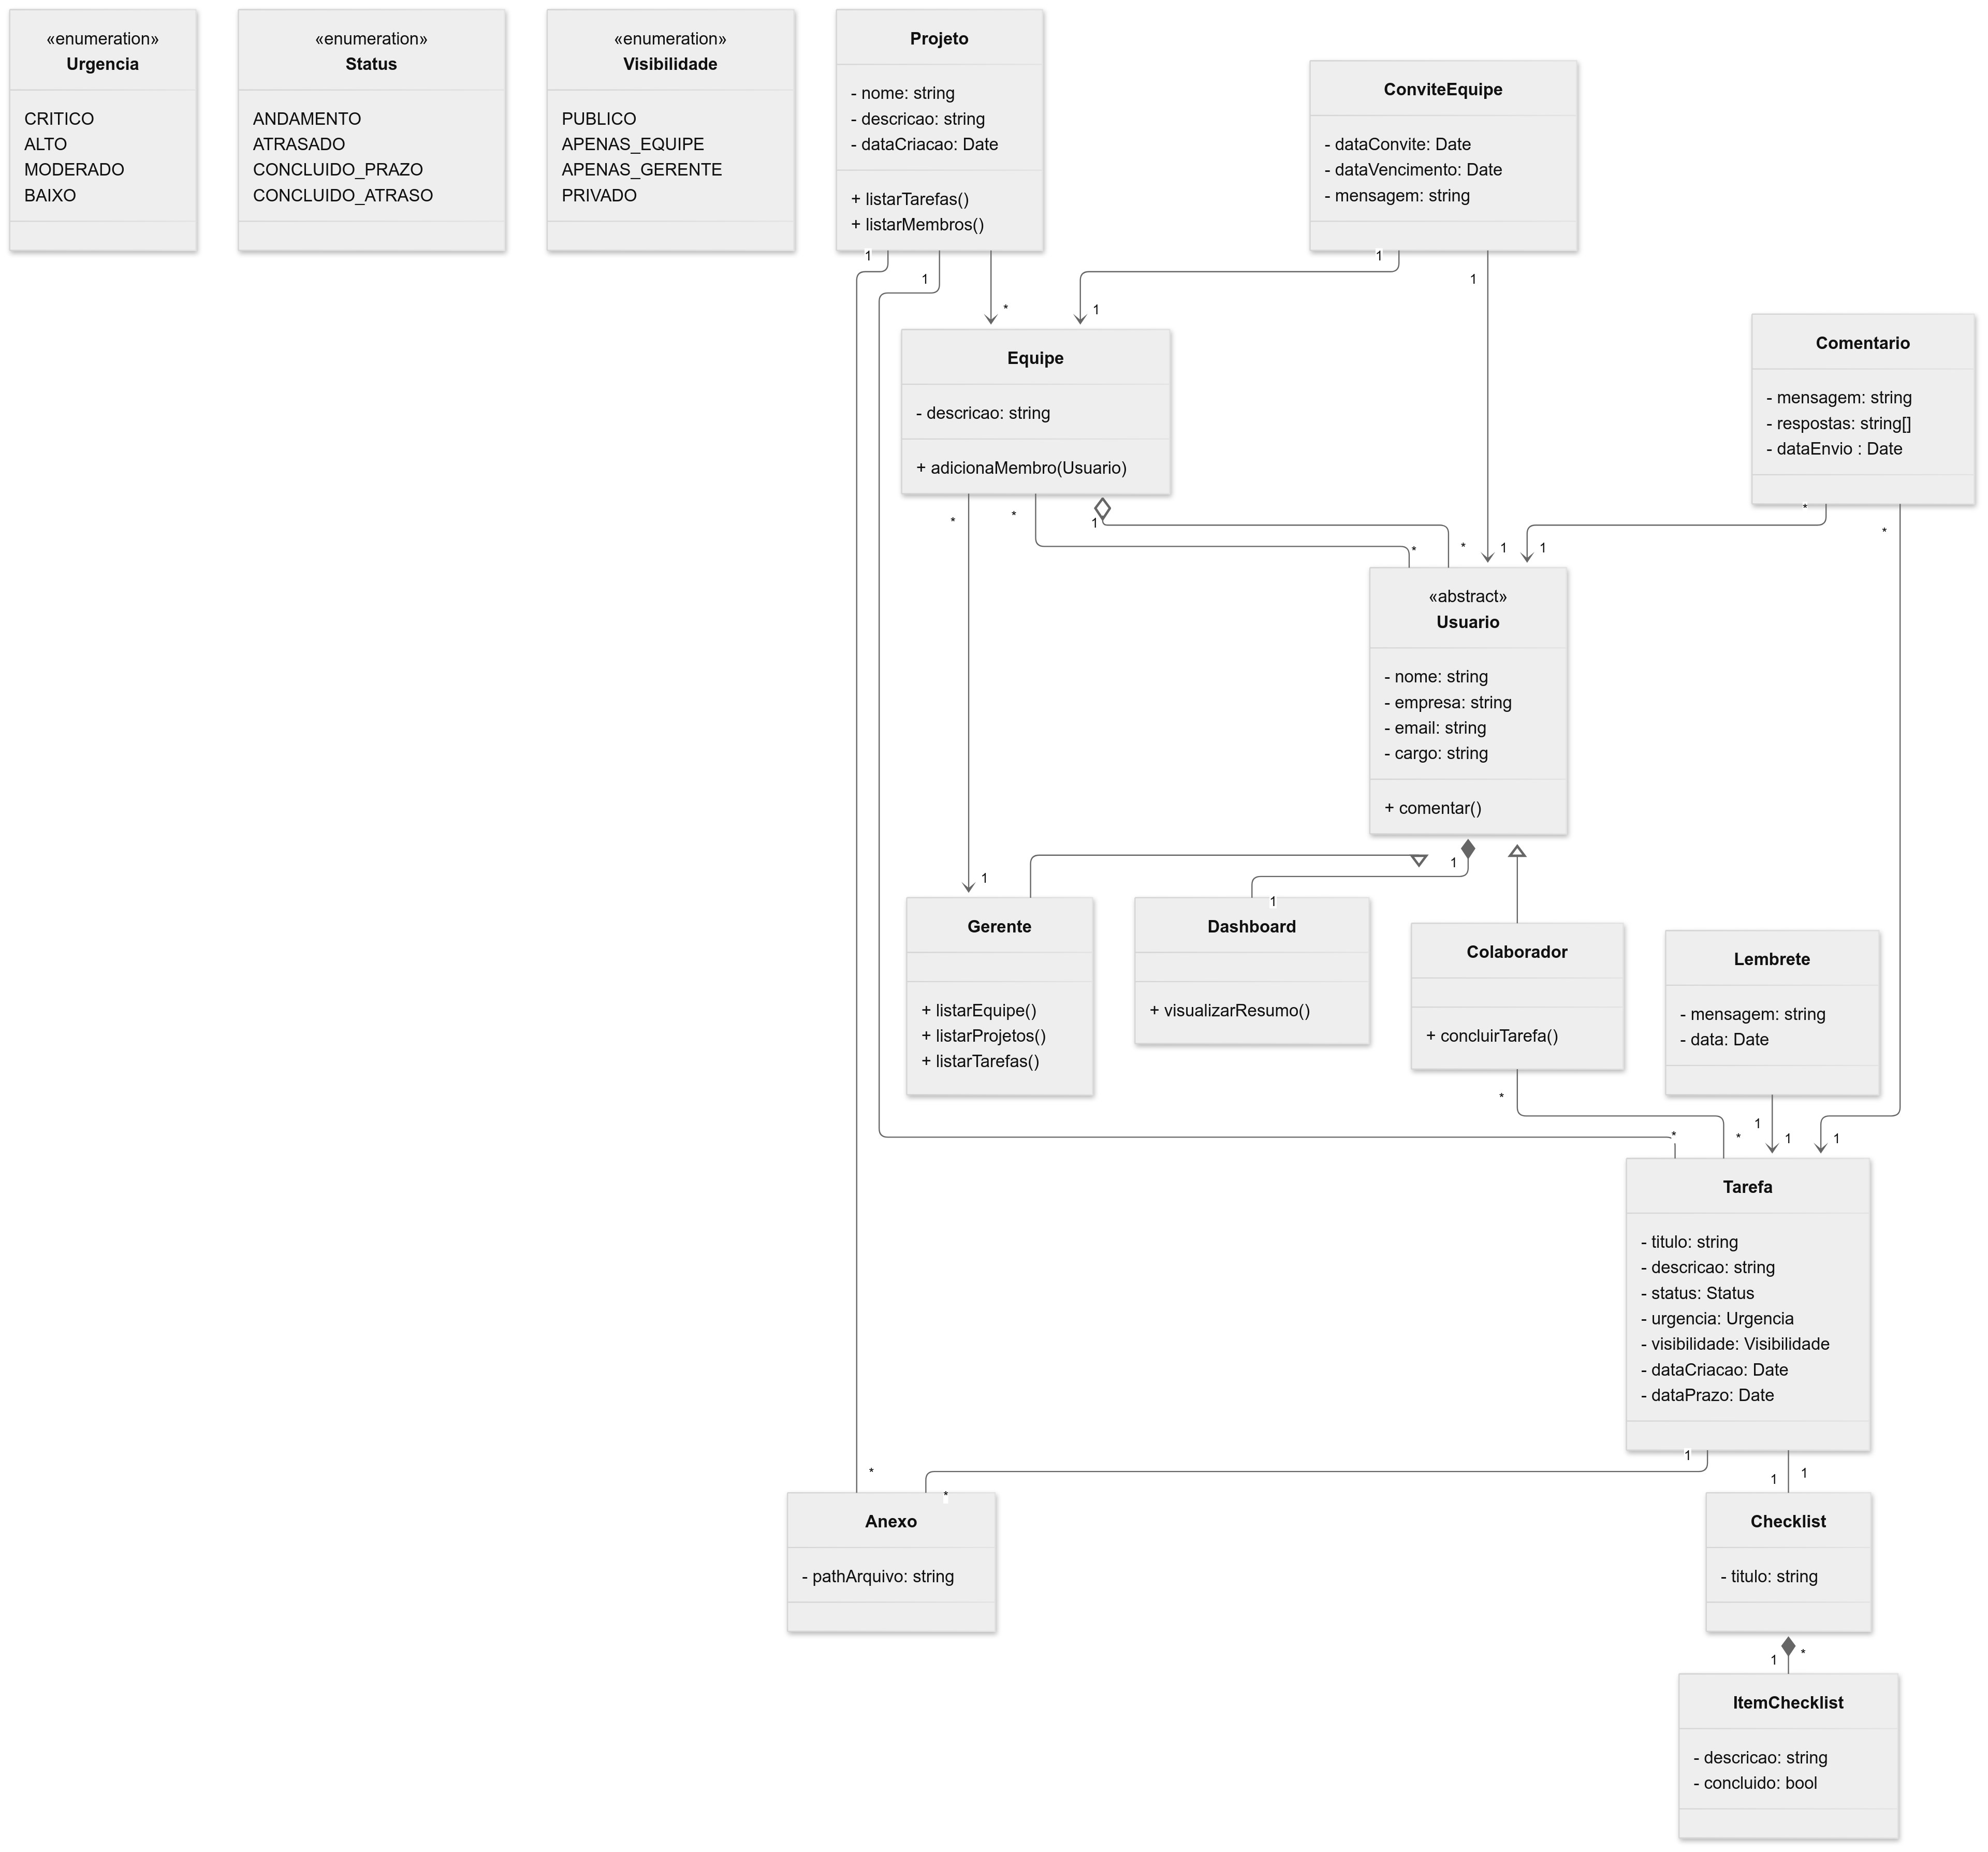 «enumeration»
Urgencia
CRITICO
ALTO
MODERADO
BAIXO
«enumeration»
Status
ANDAMENTO
ATRASADO
CONCLUIDO_PRAZO
CONCLUIDO_ATRASO
«enumeration»
Visibilidade
PUBLICO
APENAS_EQUIPE
APENAS_GERENTE
PRIVADO
Projeto
- nome: string
- descricao: string
- dataCriacao: Date
+ listarTarefas()
+ listarMembros()
1
1
*
ConviteEquipe
- dataConvite: Date
- dataVencimento: Date
- mensagem: string
1
1
1
Equipe
- descricao: string
+ adicionaMembro(Usuario)
*
*
1
Comentario
- mensagem: string
- respostas: string[]
- dataEnvio : Date
*
*
*
*
1
1
«abstract»
Usuario
- nome: string
- empresa: string
- email: string
- cargo: string
+ comentar()
1
1
1
Gerente
+ listarEquipe()
+ listarProjetos()
+ listarTarefas()
Dashboard
+ visualizarResumo()
Colaborador
+ concluirTarefa()
*
Lembrete
- mensagem: string
- data: Date
1
*
*
1
1
Tarefa
- titulo: string
- descricao: string
- status: Status
- urgencia: Urgencia
- visibilidade: Visibilidade
- dataCriacao: Date
- dataPrazo: Date
1
1
1
*
*
Anexo
- pathArquivo: string
Checklist
- titulo: string
1
*
ItemChecklist
- descricao: string
- concluido: bool